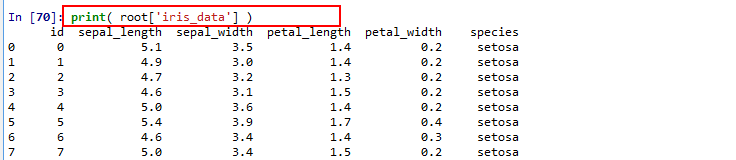 In [70]: print( root['iris_data'] )
id sepal_length sepal_width petal_length petal_width species
0 0 5.1 3.5 1.4 0.2 setosa
1 1 4.9 3.0 1.4 0.2 setosa
2 2 4.7 3.2 1.3 0.2 setosa
3 3 4.6 3.1 1.5 0.2 setosa
4 4 5.0 3.6 1.4 0.2 setosa
5 5 5.4 3.9 1.7 0.4 setosa
6 6 4.6 3.4 1.4 0.3 setosa
7 7 5.0 3.4 1.5 0.2 setosa